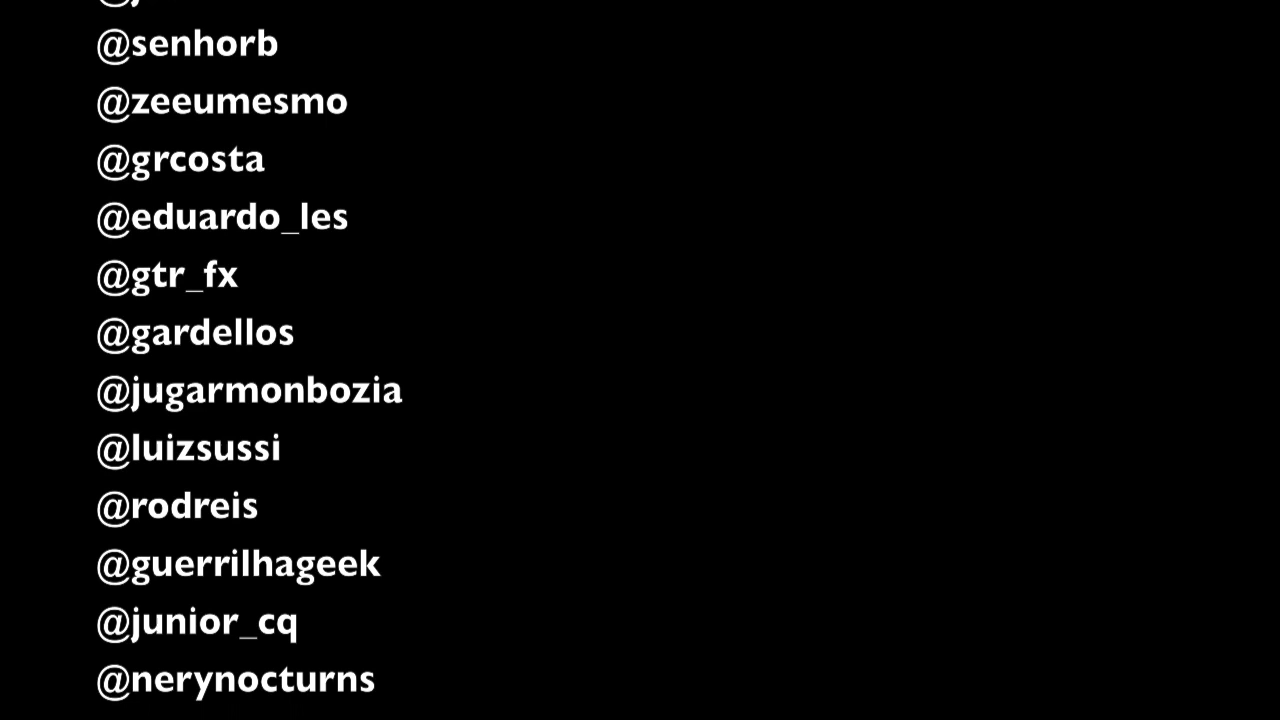 @senhorb
@zeeumesmo
@grcosta
@eduardo_les
@gtr_fx
@gardellos
@jugarmonbozia
@luizsussi
@rodreis
@guerrilhageek
@junior_cq
@nerynocturns